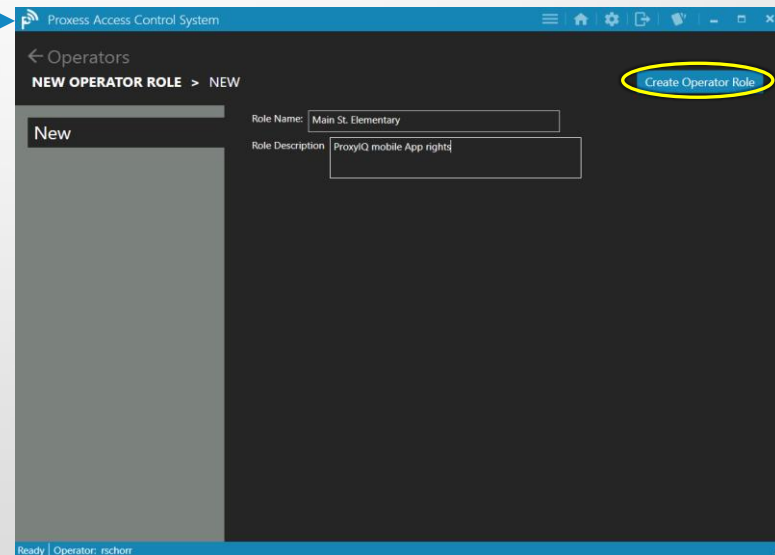 Proxess Access Control System
Operators
NEW OPERATOR ROLE > NEW
Create Operator Role
New
Role Name: Main St. Elementary
Role Description ProxyIQ mobile App rights
Ready Operator: rschorr